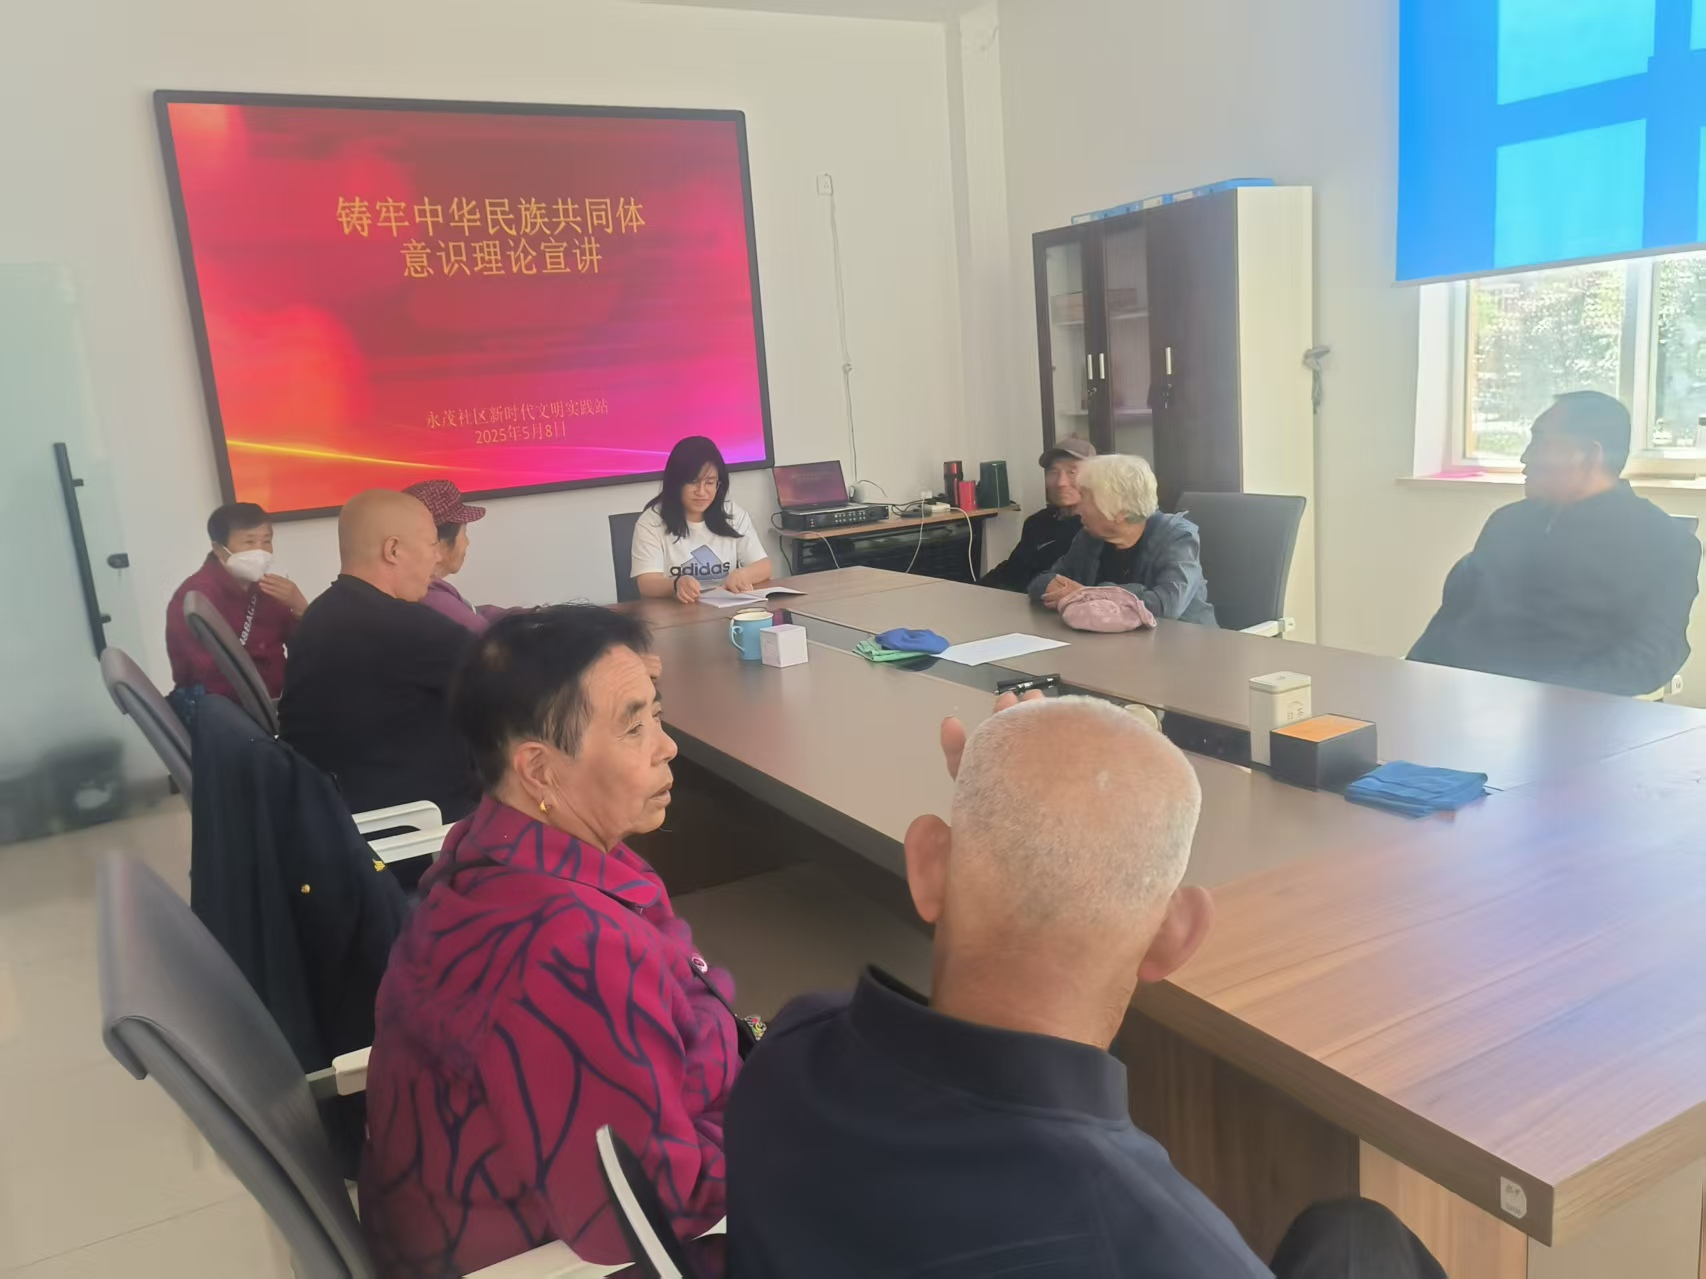 铸牢中华民族共同体
意识理论宣讲
永茂社区新时代文明实践站
2025年5月8日
adidas